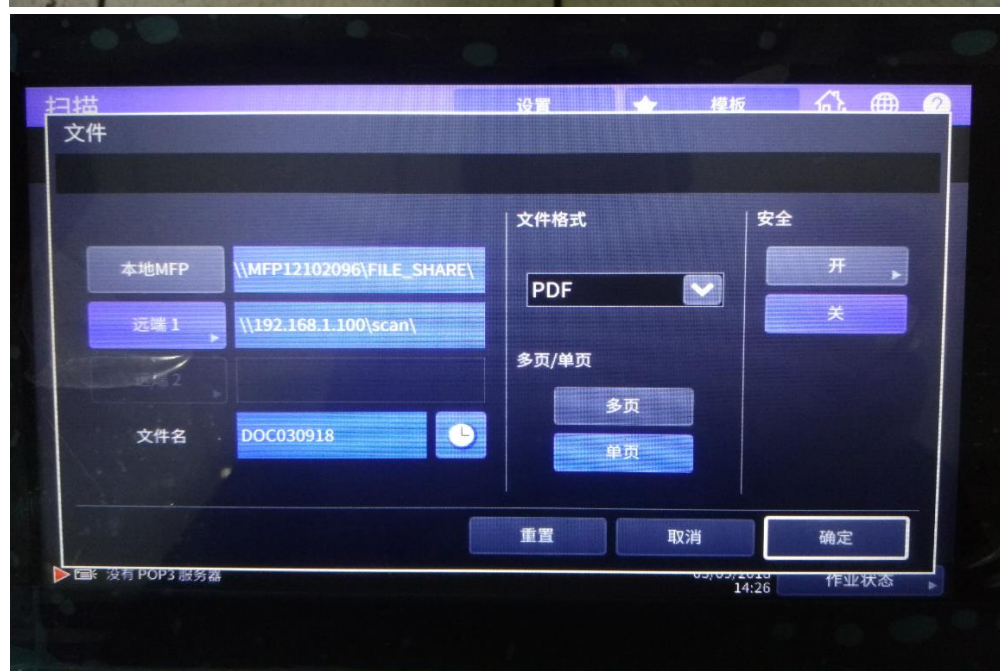 扫描
设置
模板
?
文件
本地MFP
\\MFP12102096\FILE_SHARE\
远端 1
\\192.168.1.100\scan\
远端 2
文件名
DOC030918
文件格式
PDF
多页/单页
多页
单页
安全
开
关
重置
取消
确定
没有 POP3 服务器
14:26
作业状态